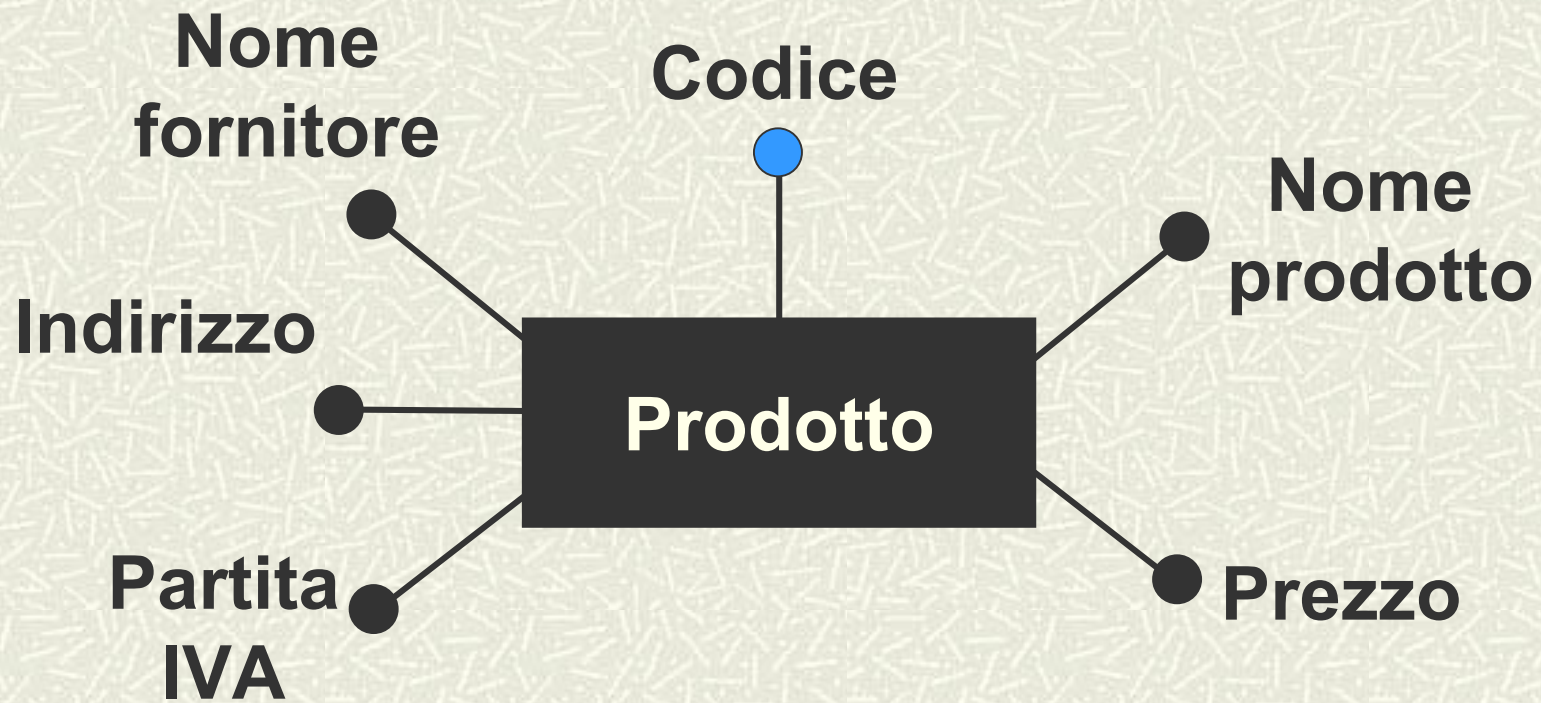 Nome
fornitore
Codice
Nome
prodotto
Indirizzo
Prodotto
Partita
IVA
Prezzo